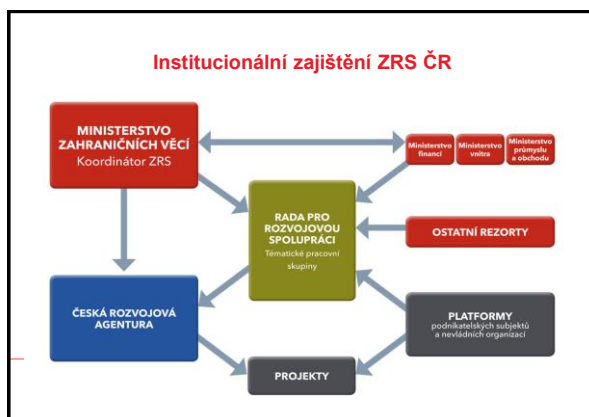 Institucionální zajištění ZRS ČR
MINISTERSTVO
ZAHRANIČNÍCH VĚCÍ
Koordinátor ZRS
Ministerstvo
financí
Ministerstvo
vnitra
Ministerstvo
průmyslu
a obchodu
RADA PRO
ROZVOJOVOU
SPOLUPRÁCI
Tématické pracovní
skupiny
OSTATNÍ REZORTY
ČESKÁ ROZVOJOVÁ
AGENTURA
PLATFORMY
podnikatelských subjektů
a nevládních organizací
PROJEKTY